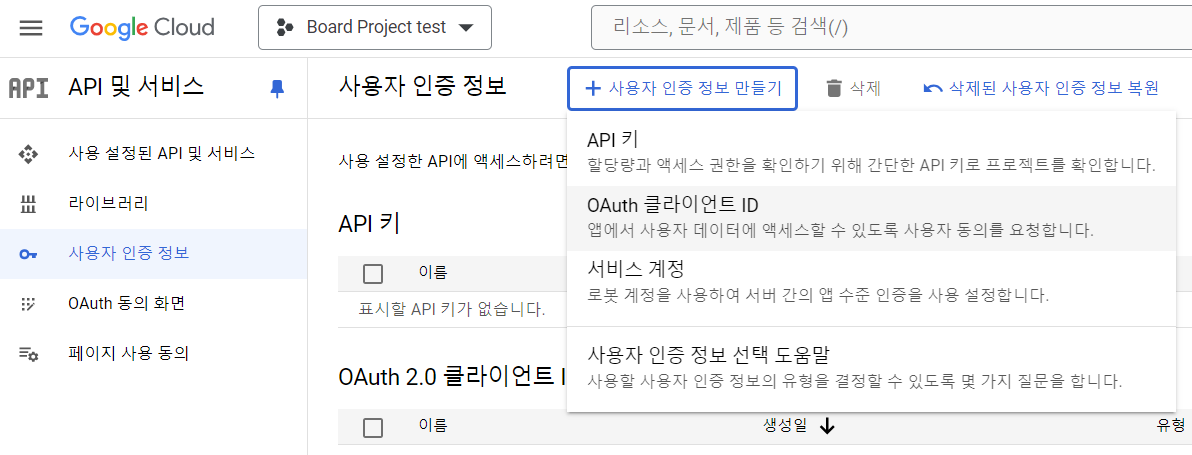 Google Cloud
Board Project test
리소스, 문서, 제품 등 검색(/)
API
API 및 서비스
사용 설정된 API 및 서비스
라이브러리
사용자 인증 정보
OAuth 동의 화면
페이지 사용 동의
사용자 인증 정보
+ 사용자 인증 정보 만들기
삭제
삭제된 사용자 인증 정보 복원
사용 설정한 API에 액세스하려면
API 키
이름
표시할 API 키가 없습니다.
OAuth 2.0 클라이언트 I
이름
생성일
유형
API 키
할당량과 액세스 권한을 확인하기 위해 간단한 API 키로 프로젝트를 확인합니다.
OAuth 클라이언트 ID
앱에서 사용자 데이터에 액세스할 수 있도록 사용자 동의를 요청합니다.
서비스 계정
로봇 계정을 사용하여 서버 간의 앱 수준 인증을 사용 설정합니다.
사용자 인증 정보 선택 도움말
사용할 사용자 인증 정보의 유형을 결정할 수 있도록 몇 가지 질문을 합니다.